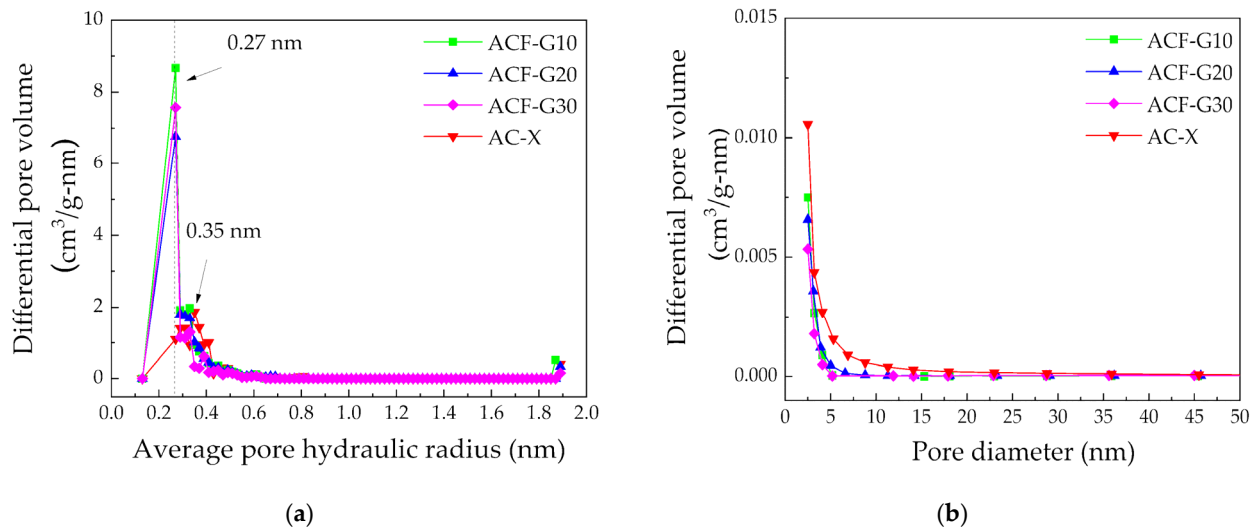 Differential pore volume
(cm³/g-nm)
10
8
6
4
2
0
0.27 nm
0.35 nm
ACF-G10
ACF-G20
ACF-G30
AC-X
0.0 0.2 0.4 0.6 0.8 1.0 1.2 1.4 1.6 1.8 2.0
Average pore hydraulic radius (nm)
(a)
Differential pore volume
(cm³/g-nm)
0.015
0.010
0.005
0.000
ACF-G10
ACF-G20
ACF-G30
AC-X
0 5 10 15 20 25 30 35 40 45 50
Pore diameter (nm)
(b)